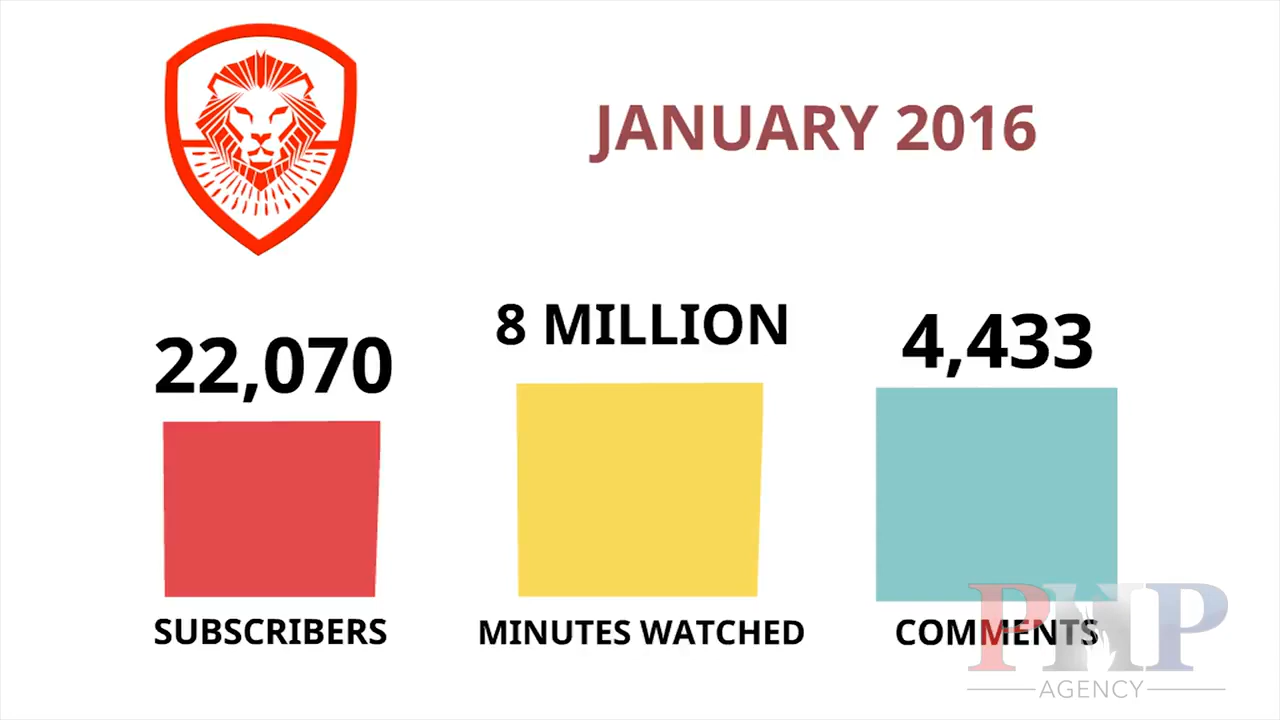 JANUARY 2016
22,070
8 MILLION
4,433
SUBSCRIBERS
MINUTES WATCHED
COMMENTS
PHP
AGENCY